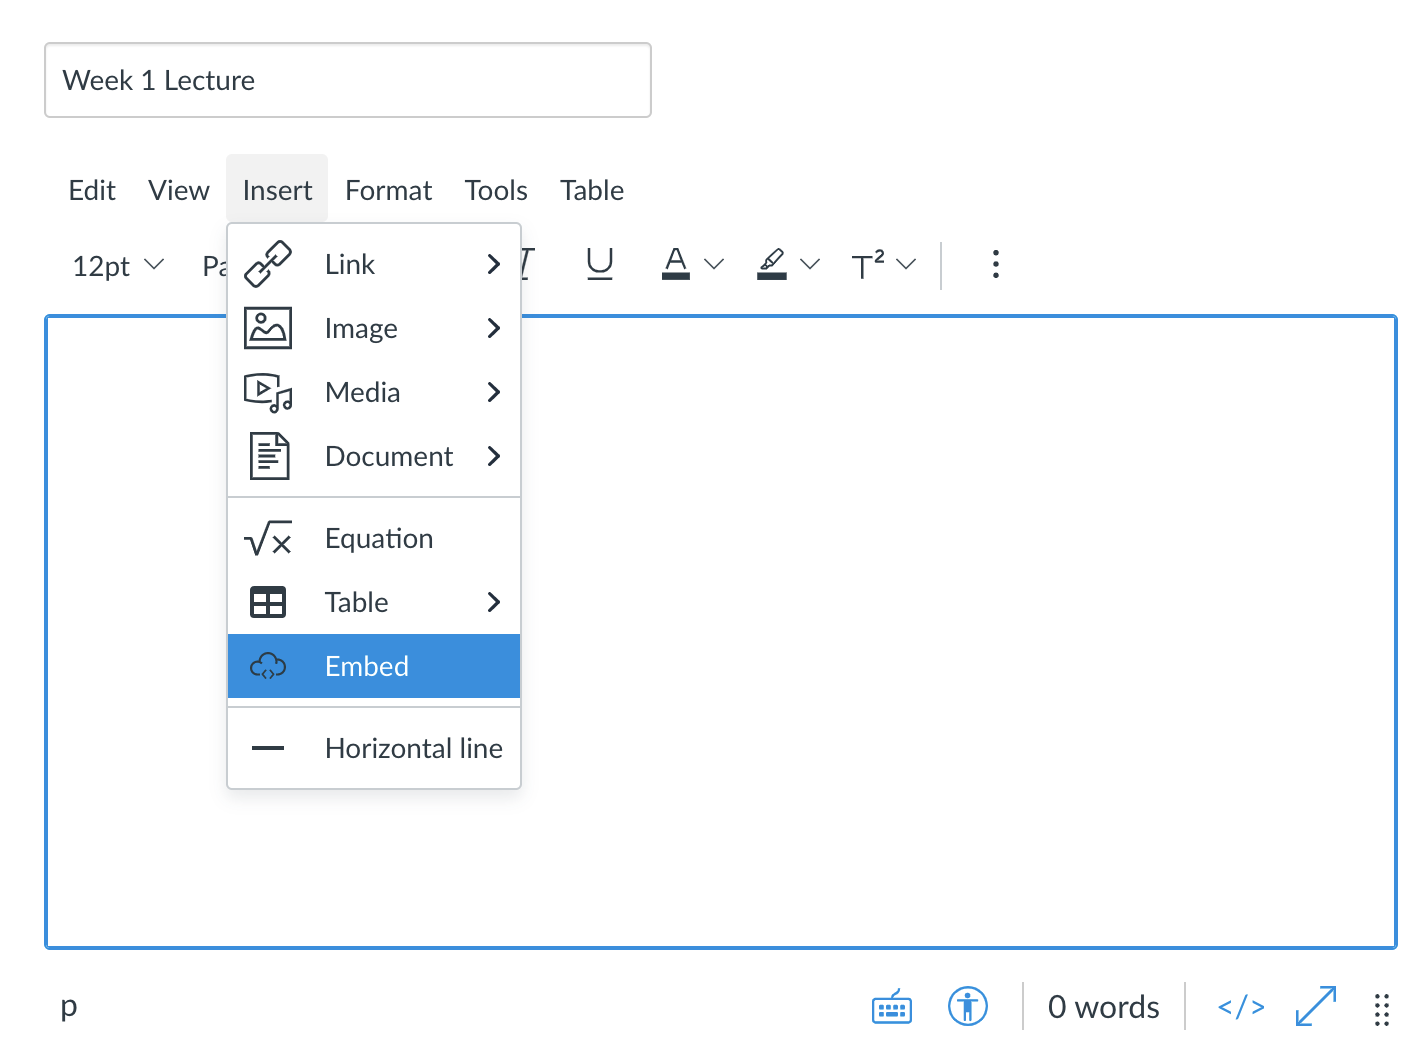 Week 1 Lecture
Edit View Insert Format Tools Table
12pt
Link
Image
Media
Document
Equation
Table
Embed
Horizontal line
p 0 words </>